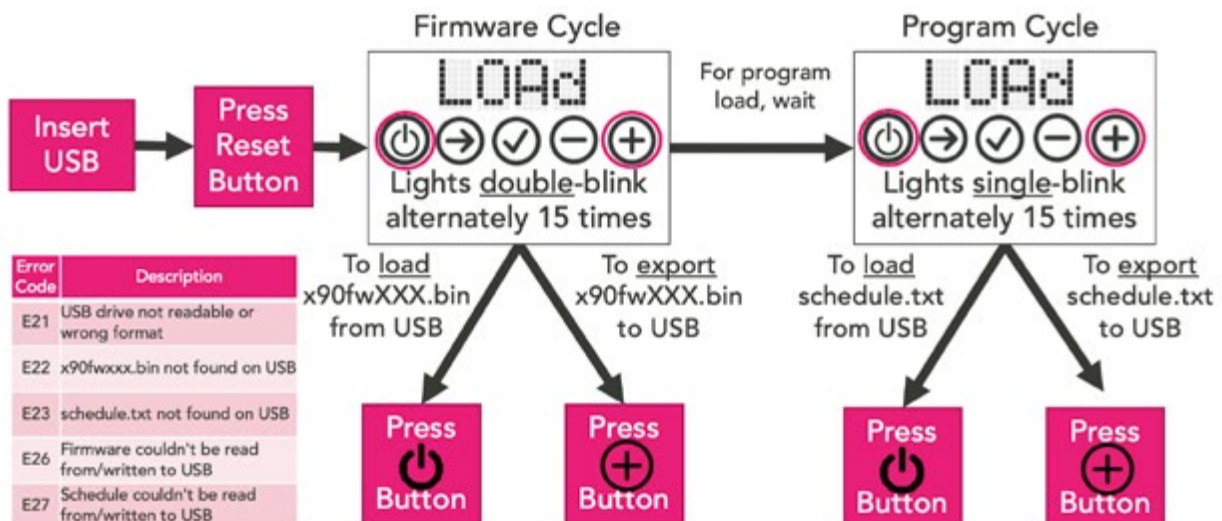 Firmware Cycle
Program Cycle
LOAd
For program
load, wait
LOAd
Insert
USB
Press
Reset
Button
Lights double-blink
alternately 15 times
Lights single-blink
alternately 15 times
To load
x90fwXXX.bin
from USB
To export
x90fwXXX.bin
to USB
To load
schedule.txt
from USB
To export
schedule.txt
to USB
Error
Code
Description
E21
USB drive not readable or
wrong format
E22 x90fwxxx.bin not found on USB
E23 schedule.txt not found on USB
E26
Firmware couldn't be read
from/written to USB
E27
Schedule couldn't be read
from/written to USB
Press
Button
Press
Button
Press
Button
Press
Button